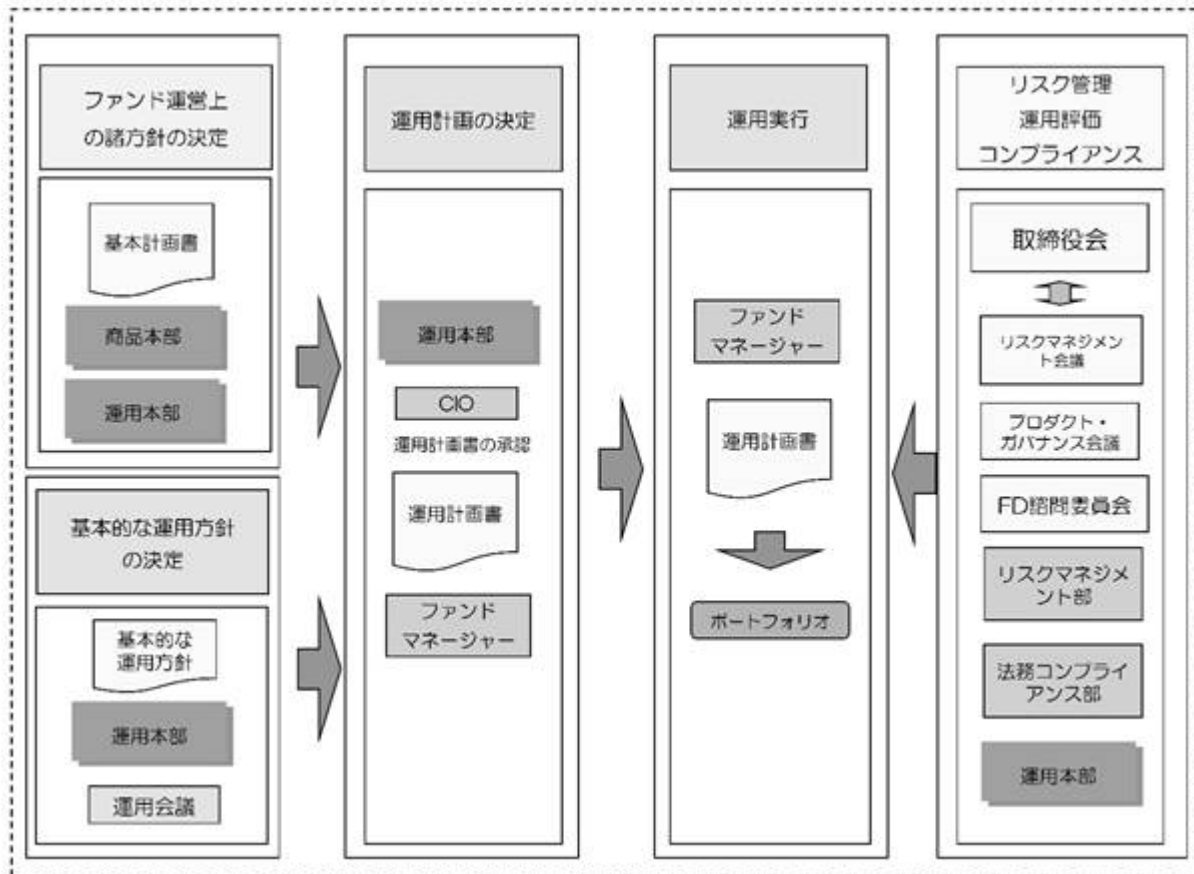 ファンド運営上
の諸方針の決定
基本計画書
商品本部
運用本部
基本的な運用方針
の決定
基本的な
運用方針
運用本部
運用会議
運用計画の決定
運用本部
CIO
運用計画書の承認
運用計画書
ファンド
マネージャー
運用実行
ファンド
マネージャー
運用計画書
ポートフォリオ
リスク管理
運用評価
コンプライアンス
取締役会
リスクマネジメン
ト会議
プロダクト・
ガバナンス会議
FD諮問委員会
リスクマネジメ
ント部
法務コンプライ
アンス部
運用本部